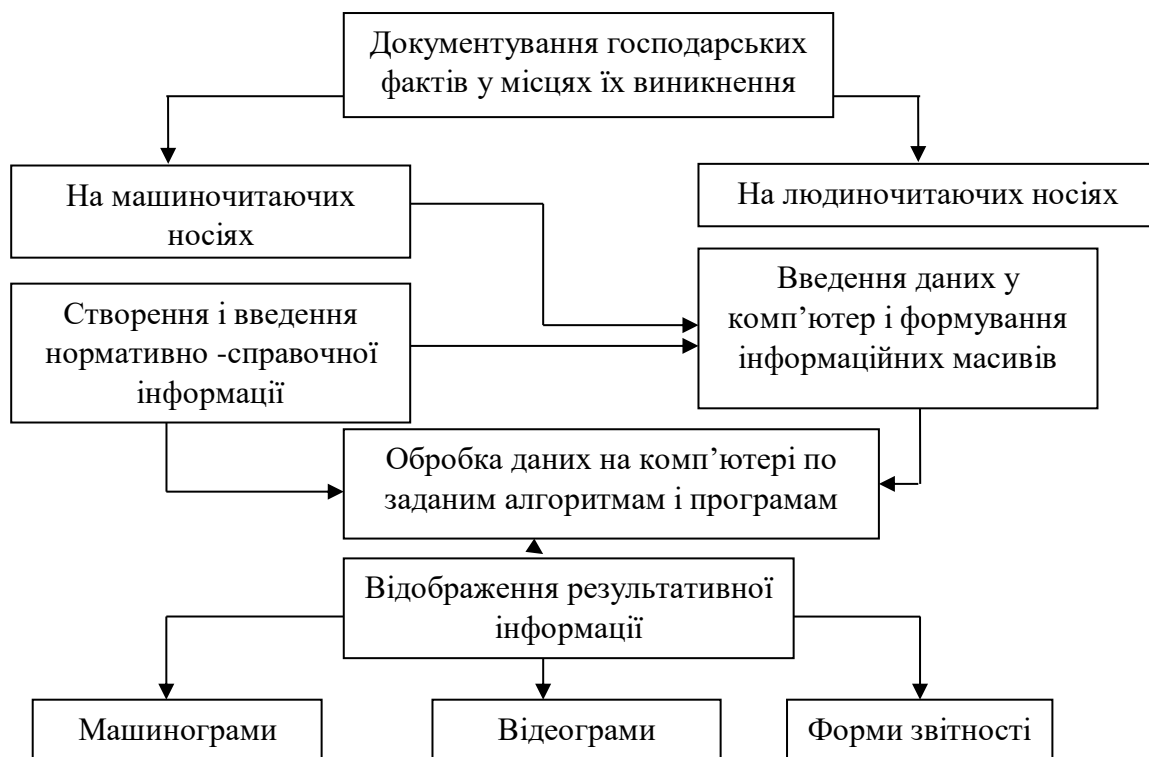 Документування господарських
фактів у місцях їх виникнення
На машиночитаючих
носіях
На людиночитаючих носіях
Створення і введення
нормативно -справочної
інформації
Введення даних у
комп’ютер і формування
інформаційних масивів
Обробка даних на комп’ютері по
заданим алгоритмам і програмам
Відображення результативної
інформації
Машинограми
Відеограми
Форми звітності